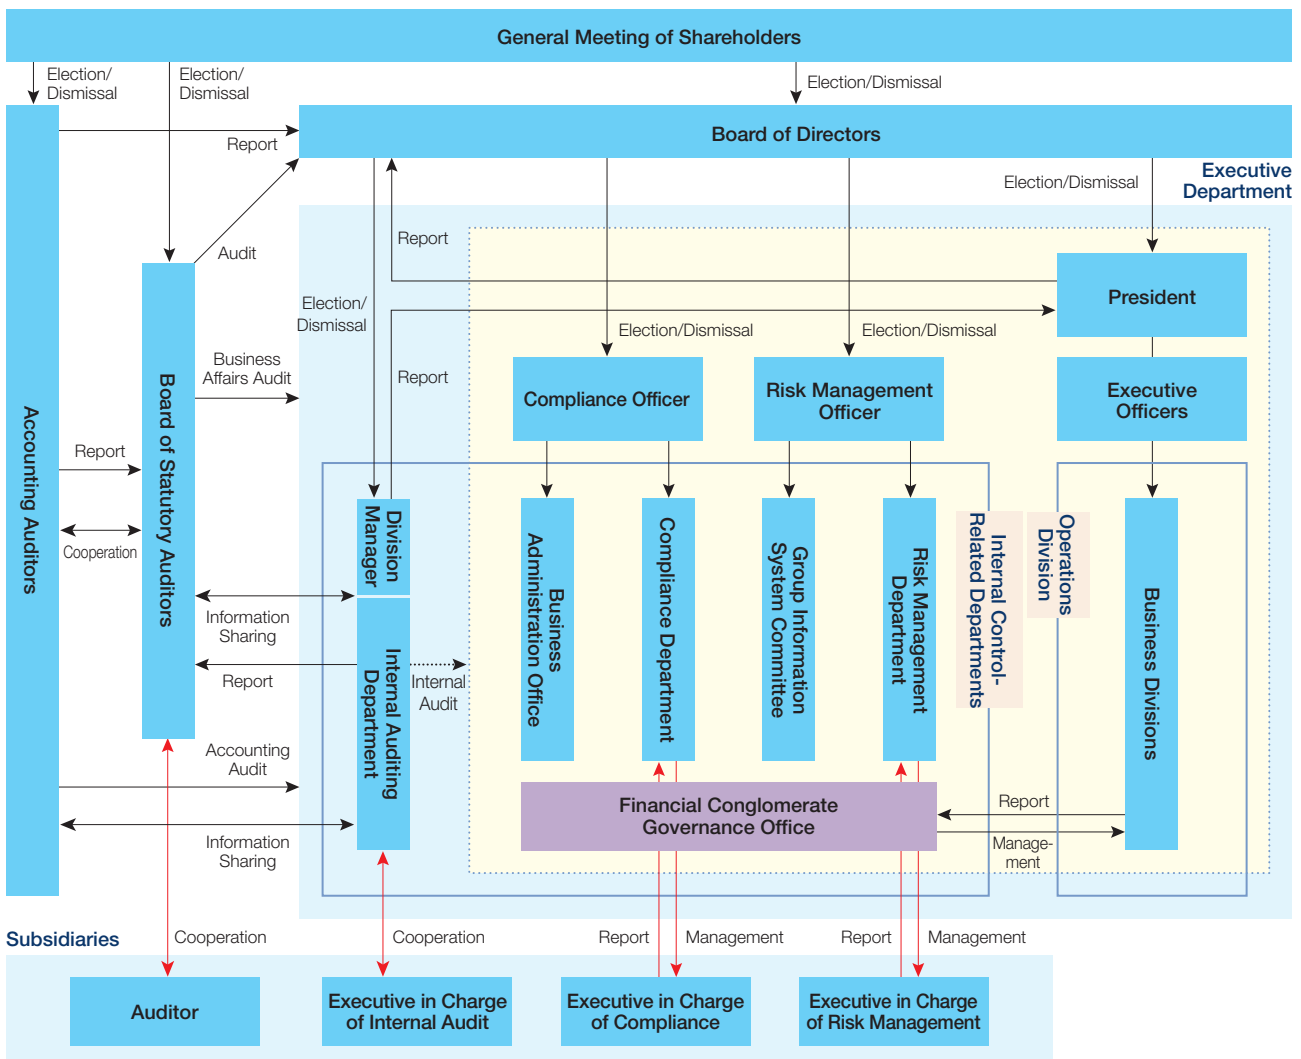 General Meeting of Shareholders
Election/
Dismissal
Election/
Dismissal
Election/Dismissal
Board of Directors
Report
Executive
Department
Election/Dismissal
Report
Audit
President
Election/
Dismissal
Election/Dismissal
Election/Dismissal
Business
Affairs Audit
Report
Compliance Officer
Risk Management
Officer
Executive
Officers
Accounting Auditors
Board of Statutory Auditors
Report
Cooperation
Division
Manager
Business
Administration Office
Compliance Department
Group Information
System Committee
Risk Management
Department
Internal Control-
Related Departments
Operations
Division
Business Divisions
Information
Sharing
Internal Auditing
Department
Report
Internal
Audit
Accounting
Audit
Financial Conglomerate
Governance Office
Report
Manage-
ment
Information
Sharing
Subsidiaries
Cooperation
Cooperation
Report
Management
Report
Management
Auditor
Executive in Charge
of Internal Audit
Executive in Charge
of Compliance
Executive in Charge
of Risk Management